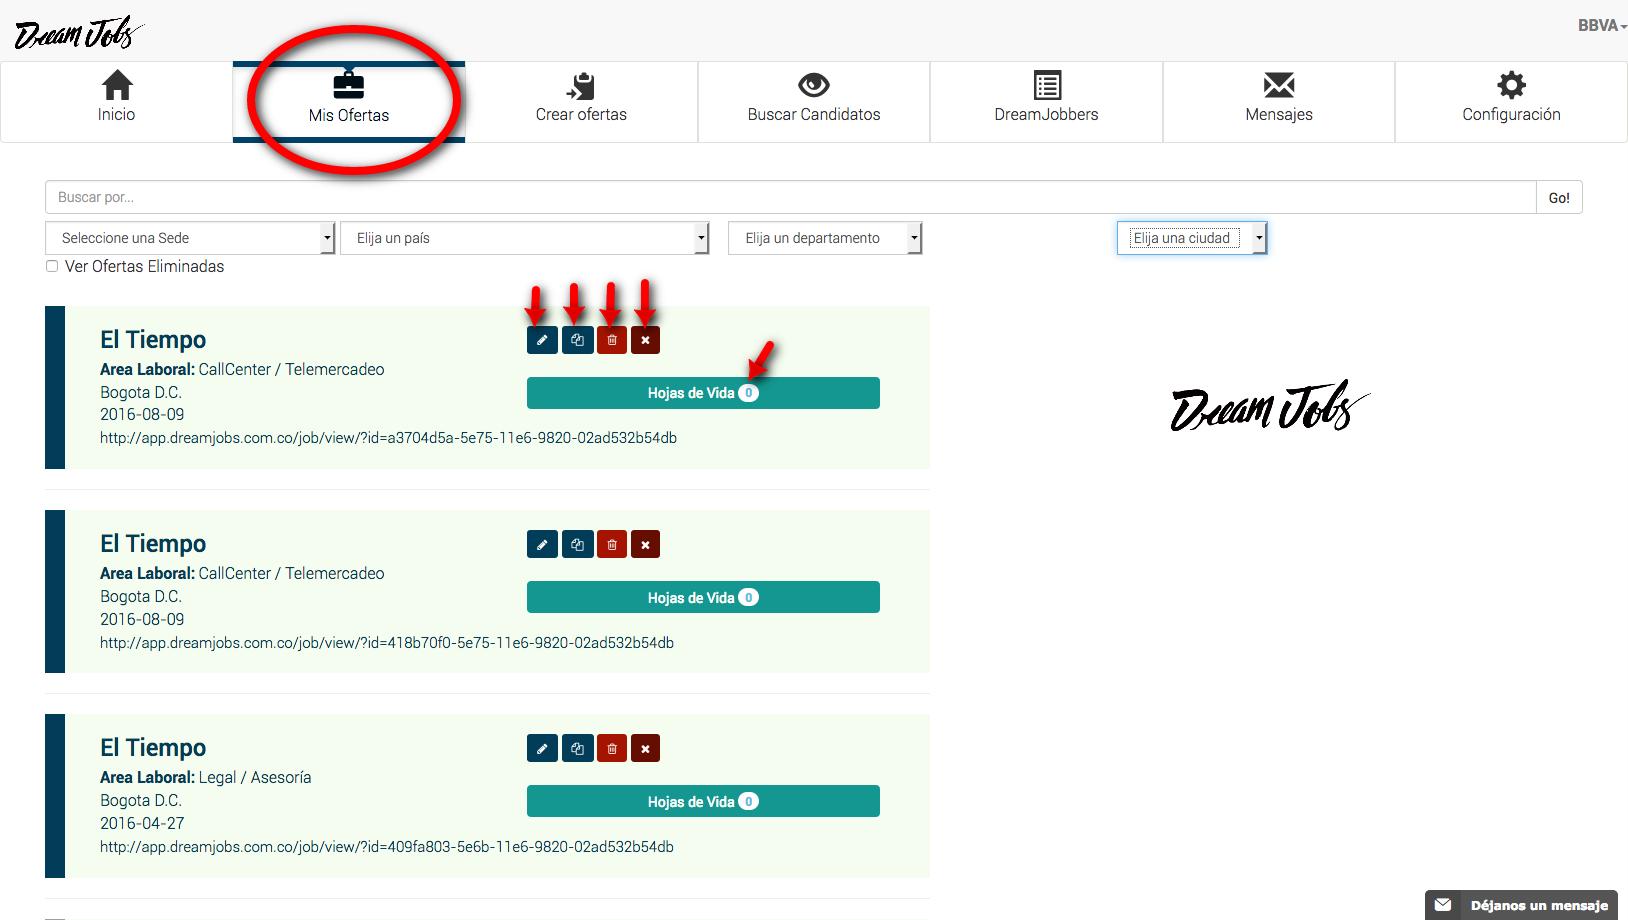 Dream Jobs
BBVA
Inicio
Mis Ofertas
Crear ofertas
Buscar Candidatos
DreamJobbers
Mensajes
Configuración
Buscar por...
Go!
Seleccione una Sede
Elija un país
Elija un departamento
Elija una ciudad
Ver Ofertas Eliminadas
El Tiempo
Area Laboral: CallCenter / Telemercadeo
Bogota D.C.
2016-08-09
http://app.dreamjobs.com.co/job/view/?id=a3704d5a-5e75-11e6-9820-02ad532b54db
Hojas de Vida 0
Dream Jobs
El Tiempo
Area Laboral: CallCenter / Telemercadeo
Bogota D.C.
2016-08-09
http://app.dreamjobs.com.co/job/view/?id=418b70f0-5e75-11e6-9820-02ad532b54db
Hojas de Vida 0
El Tiempo
Area Laboral: Legal / Asesoría
Bogota D.C.
2016-04-27
http://app.dreamjobs.com.co/job/view/?id=409fa803-5e6b-11e6-9820-02ad532b54db
Hojas de Vida 0
Déjanos un mensaje